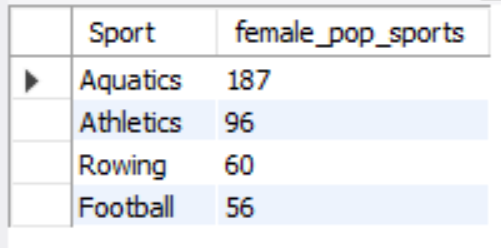 Sport female_pop_sports
Aquatics 187
Athletics 96
Rowing 60
Football 56